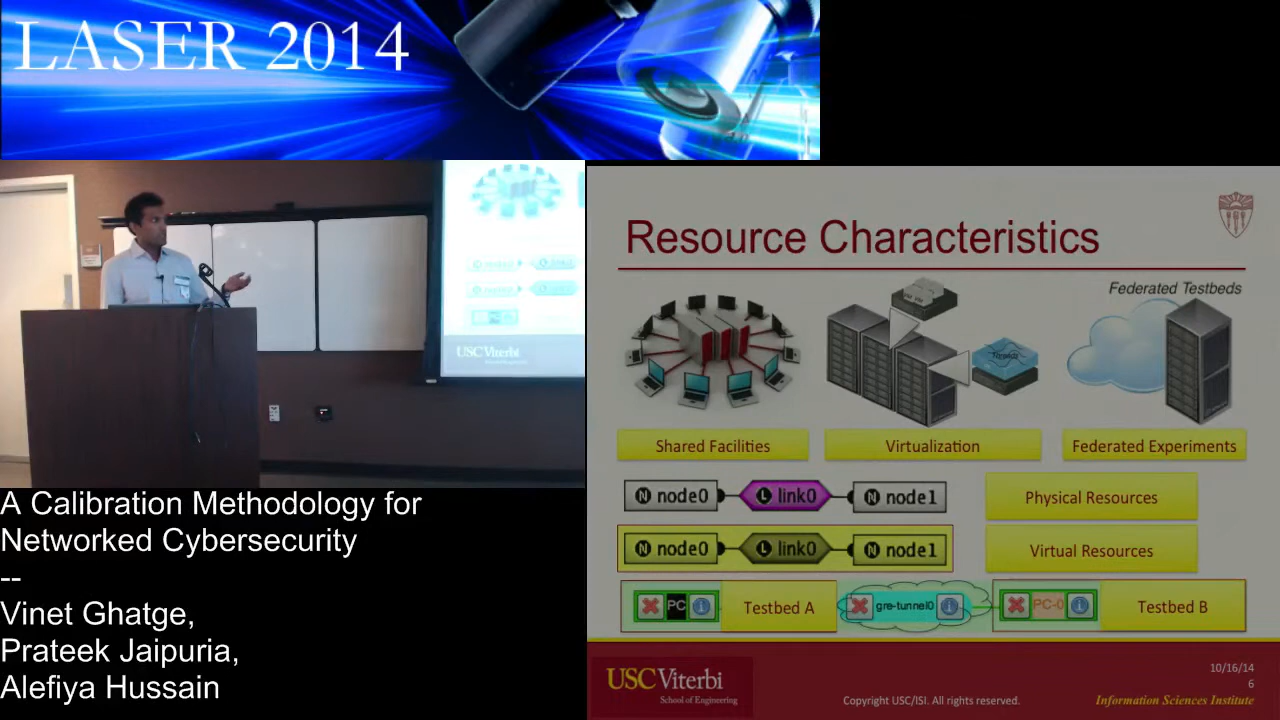 LASER 2014
USC Viterbi
Resource Characteristics
Federated Testbeds
Shared Facilities
Virtualization
Federated Experiments
N node0
L link0
N node1
Physical Resources
N node0
L link0
N node1
Virtual Resources
PC
Testbed A
gre-tunnel0
PC-0
Testbed B
USC Viterbi
School of Engineering
Copyright USC/ISI. All rights reserved.
10/16/14
6
Information Sciences Institute
A Calibration Methodology for
Networked Cybersecurity
--
Vinet Ghatge,
Prateek Jaipuria,
Alefiya Hussain